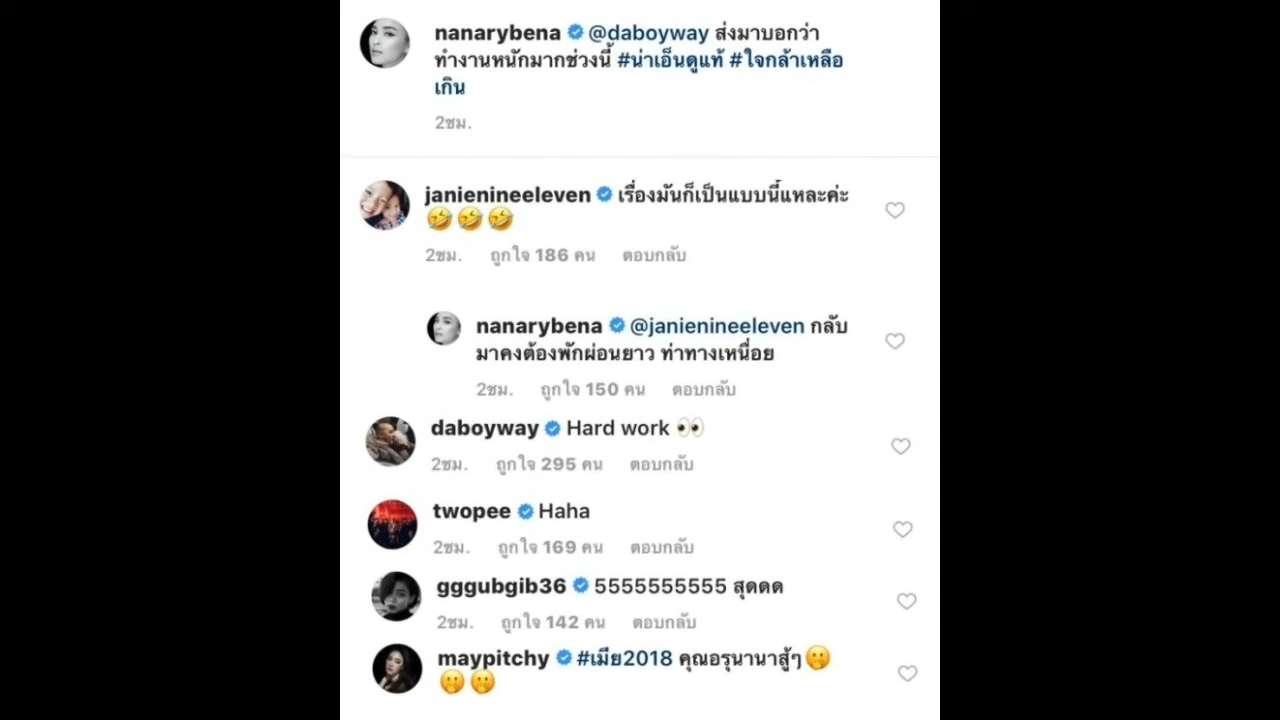 nanarybena @daboyway ส่งมาบอกว่า
ทำงานหนักมากช่วงนี้ #น่าเอ็นดูแท้ #ใจกล้าเหลือ
เกิน
2ชม.
janienineeleven เรื่องมันก็เป็นแบบนี้แหละค่ะ
🤣🤣🤣
2ชม. ถูกใจ 186 คน ตอบกลับ
nanarybena @janienineeleven กลับ
มาคงต้องพักผ่อนยาว ท่าทางเหนื่อย
2ชม. ถูกใจ 150 คน ตอบกลับ
daboyway Hard work 👀
2ชม. ถูกใจ 295 คน ตอบกลับ
twopee Haha
2ชม. ถูกใจ 169 คน ตอบกลับ
gggubgib36 5555555555 สุดดด
2ชม. ถูกใจ 142 คน ตอบกลับ
maypitchy #เมีย2018 คุณอรุนานาสู้ๆ🤭
🤭🤭